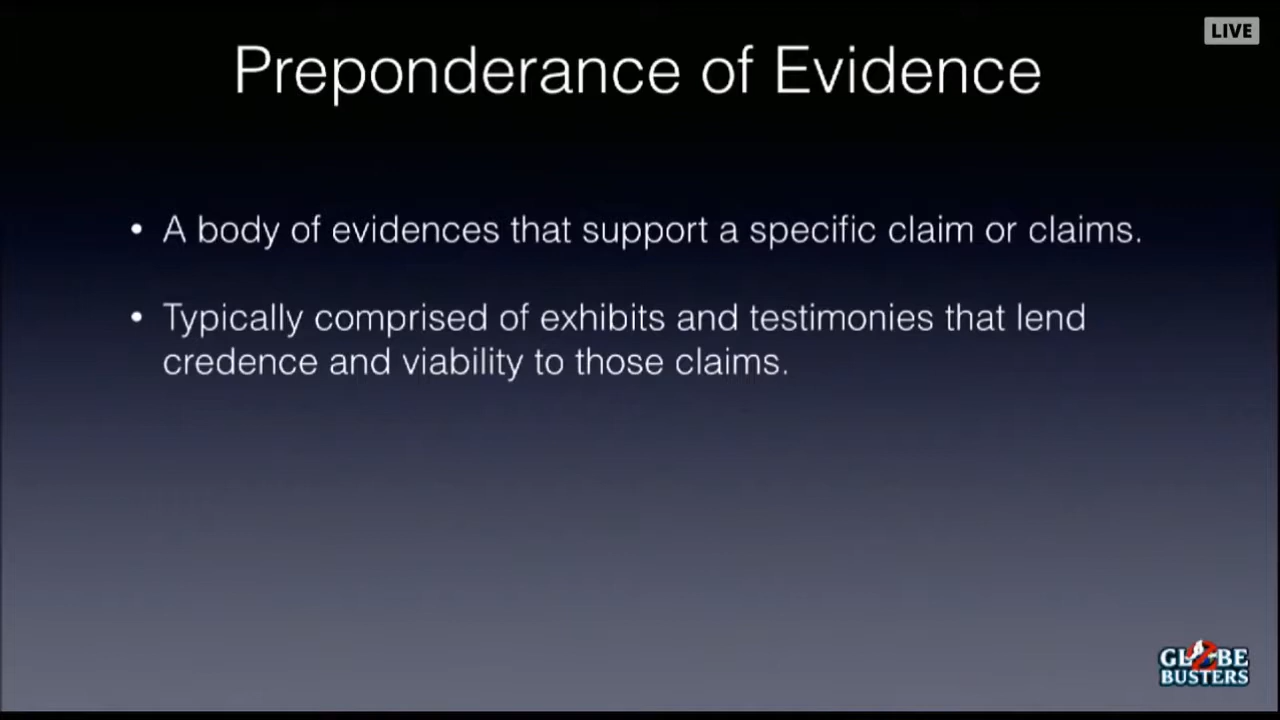 LIVE
Preponderance of Evidence
• A body of evidences that support a specific claim or claims.
• Typically comprised of exhibits and testimonies that lend
credence and viability to those claims.
GLOBE
BUSTERS